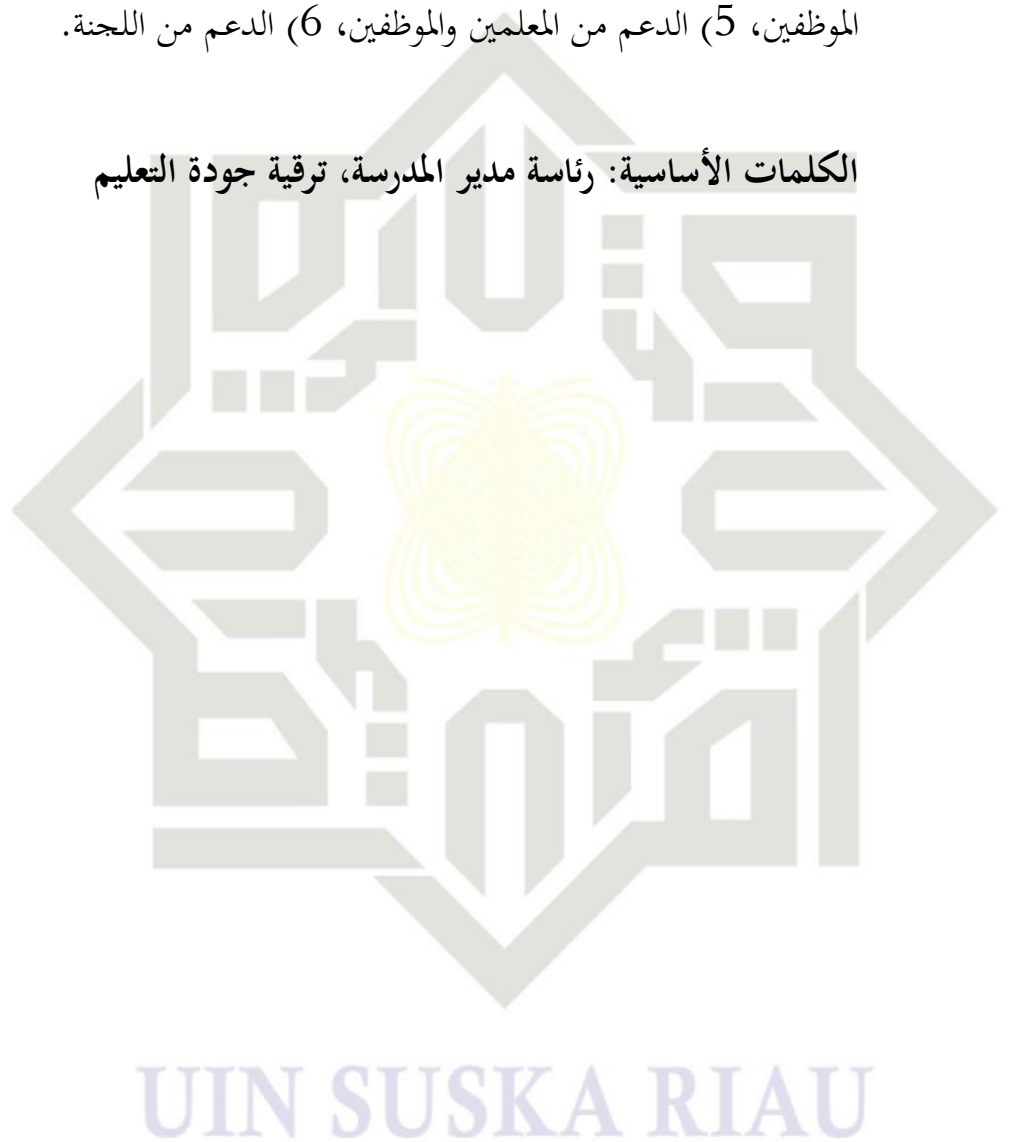 الموظفين، 5) الدعم من المعلمين والموظفين، 6) الدعم من اللجنة.
الكلمات الأساسية: رئاسة مدير المدرسة، ترقية جودة التعليم
UIN SUSKA RIAU